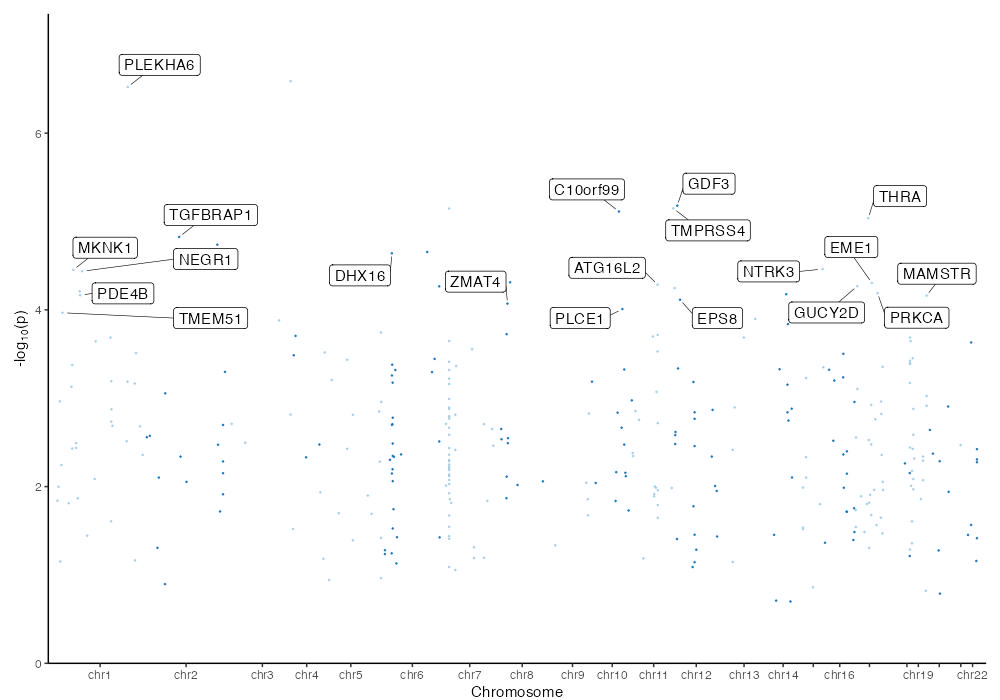 PLEKHA6
6
C10orf99
GDF3
THRA
TGFBRAP1
TMPRSS4
MKNK1
NEGR1
EME1
DHX16
ZMAT4
ATG16L2
NTRK3
MAMSTR
PDE4B
TMEM51
PLCE1
EPS8
GUCY2D
PRKCA
4
-log10(p)
2
0
chr1 chr2 chr3 chr4 chr5 chr6 chr7 chr8 chr9 chr10 chr11 chr12 chr13 chr14 chr16 chr19 chr22
Chromosome